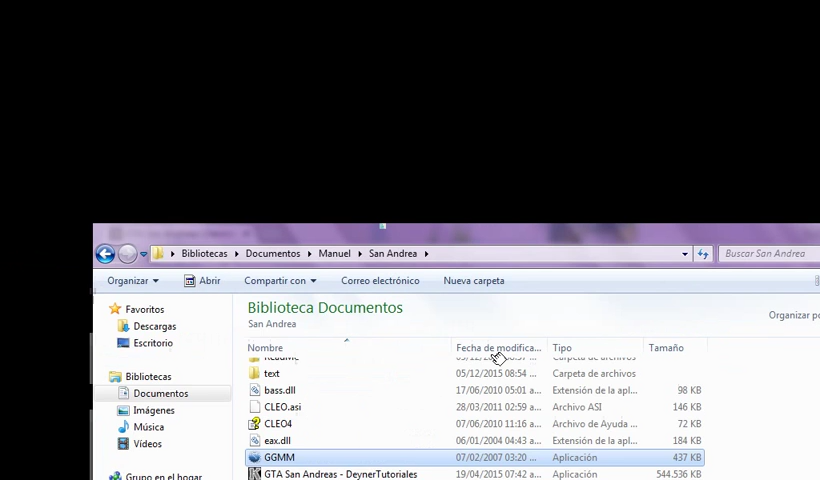 Bibliotecas Documentos Manuel San Andrea Buscar San Andrea
Organizar Abrir Compartir con Correo electrónico Nueva carpeta
Favoritos
Descargas
Escritorio
Bibliotecas
Documentos
Imágenes
Música
Vídeos
Grupo en el hogar
Biblioteca Documentos
San Andrea
Organizar po
Nombre Fecha de modifica... Tipo Tamaño
Carpeta de archivos
text 05/12/2015 08:54 ... Carpeta de archivos
bass.dll 17/06/2010 05:01 a... Extensión de la apl... 98 KB
CLEO.asi 28/03/2011 02:59 a... Archivo ASI 146 KB
CLEO4 07/06/2010 11:16 a... Archivo de Ayuda ... 72 KB
eax.dll 06/01/2004 04:43 a... Extensión de la apl... 184 KB
GGMM 07/02/2007 03:20 ... Aplicación 437 KB
GTA San Andreas - DeynerTutoriales 19/04/2015 07:42 a... Aplicación 544.536 KB